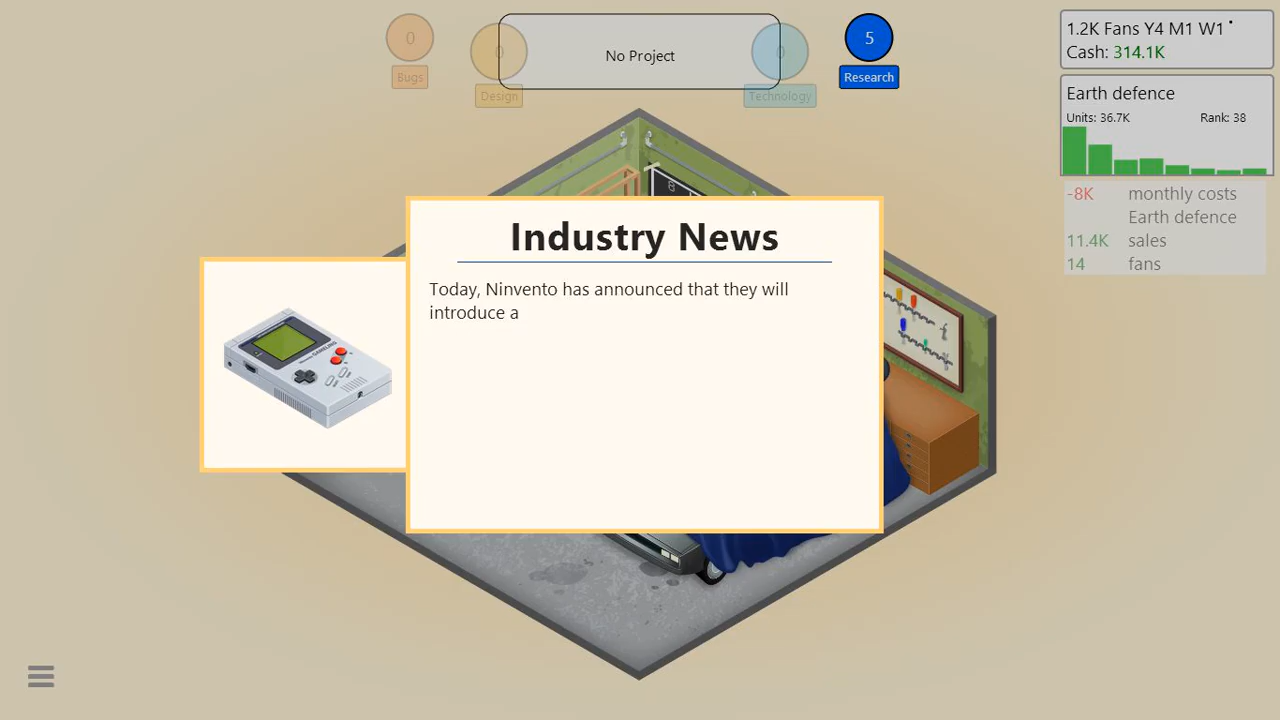 0
Bugs
0
Design
No Project
0
Technology
5
Research
1.2K Fans Y4 M1 W1
Cash: 314.1K
Earth defence
Units: 36.7K Rank: 38
-8K monthly costs
Earth defence
11.4K sales
14 fans
Industry News
Today, Ninvento has announced that they will
introduce a